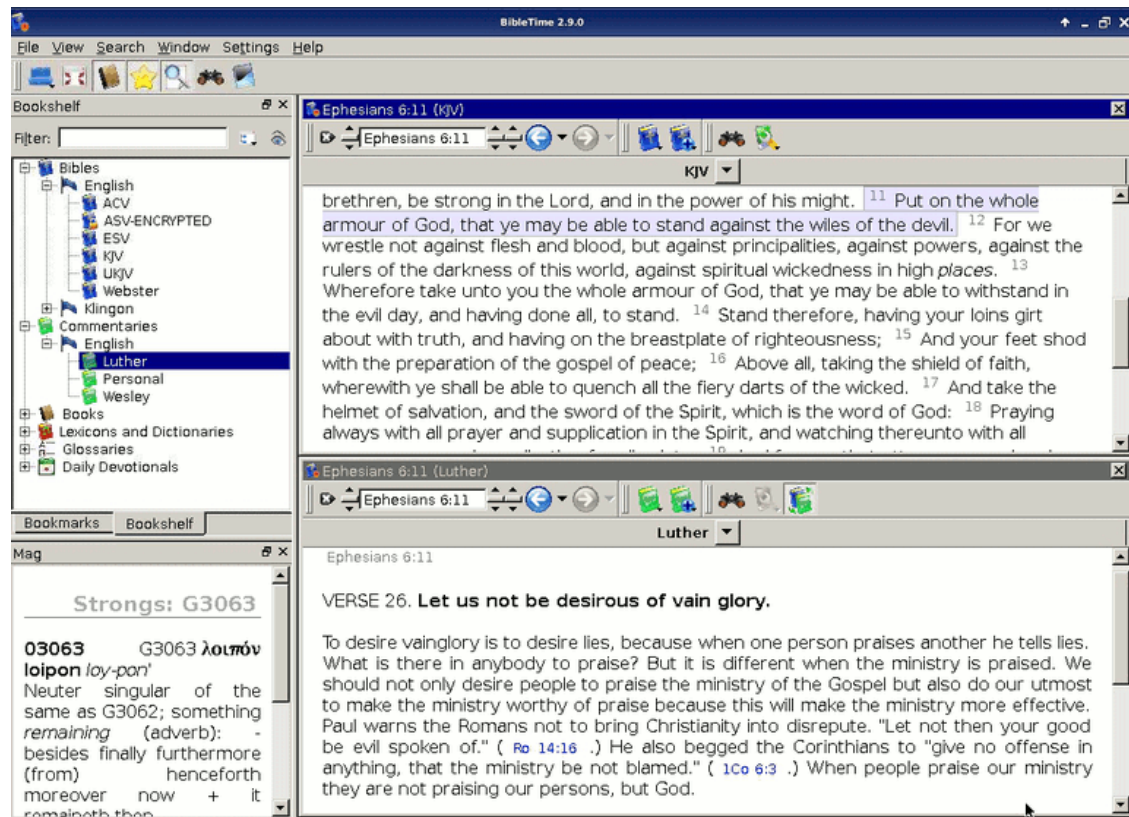 BibleTime 2.9.0
File View Search Window Settings Help
Bookshelf
Filter:
Bibles
English
ACV
ASV-ENCRYPTED
ESV
KJV
UKJV
Webster
Klingon
Commentaries
English
Luther
Personal
Wesley
Books
Lexicons and Dictionaries
Glossaries
Daily Devotionals
Bookmarks Bookshelf
Mag
Strongs: G3063
03063 G3063 λοιπόν
loipon loy-pon'
Neuter singular of the
same as G3062; something
remaining (adverb): -
besides finally furthermore
(from) henceforth
moreover now + it
remaineth then
Ephesians 6:11 (KJV)
Ephesians 6:11
KJV
brethren, be strong in the Lord, and in the power of his might. 11 Put on the whole
armour of God, that ye may be able to stand against the wiles of the devil. 12 For we
wrestle not against flesh and blood, but against principalities, against powers, against the
rulers of the darkness of this world, against spiritual wickedness in high places. 13
Wherefore take unto you the whole armour of God, that ye may be able to withstand in
the evil day, and having done all, to stand. 14 Stand therefore, having your loins girt
about with truth, and having on the breastplate of righteousness; 15 And your feet shod
with the preparation of the gospel of peace; 16 Above all, taking the shield of faith,
wherewith ye shall be able to quench all the fiery darts of the wicked. 17 And take the
helmet of salvation, and the sword of the Spirit, which is the word of God: 18 Praying
always with all prayer and supplication in the Spirit, and watching thereunto with all
Ephesians 6:11 (Luther)
Ephesians 6:11
Luther
Ephesians 6:11
VERSE 26. Let us not be desirous of vain glory.
To desire vainglory is to desire lies, because when one person praises another he tells lies.
What is there in anybody to praise? But it is different when the ministry is praised. We
should not only desire people to praise the ministry of the Gospel but also do our utmost
to make the ministry worthy of praise because this will make the ministry more effective.
Paul warns the Romans not to bring Christianity into disrepute. "Let not then your good
be evil spoken of." ( Ro 14:16 .) He also begged the Corinthians to "give no offense in
anything, that the ministry be not blamed." ( 1Co 6:3 .) When people praise our ministry
they are not praising our persons, but God.